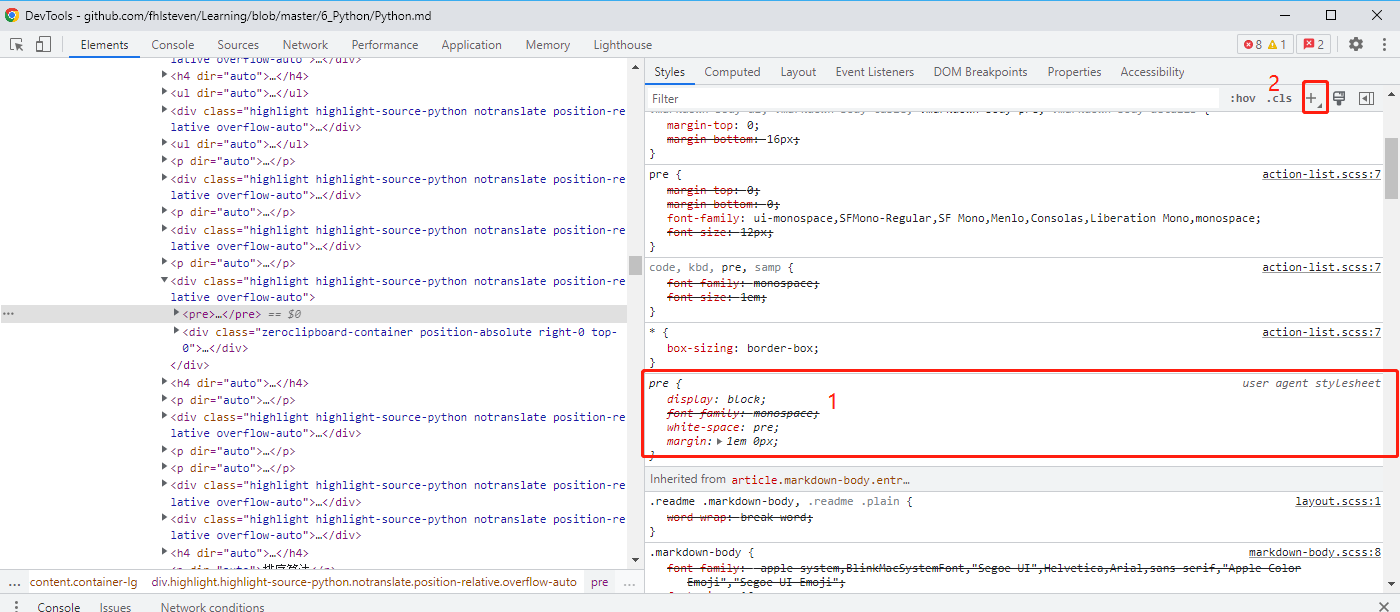 DevTools - github.com/fhlsteven/Learning/blob/master/6_Python/Python.md
Elements Console Sources Network Performance Application Memory Lighthouse 8 1 2
lative overflow-auto">…</div>
<h4 dir="auto">…</h4>
<ul dir="auto">…</ul>
<div class="highlight highlight-source-python notranslate position-re
lative overflow-auto">…</div>
<ul dir="auto">…</ul>
<p dir="auto">…</p>
<div class="highlight highlight-source-python notranslate position-re
lative overflow-auto">…</div>
<p dir="auto">…</p>
<div class="highlight highlight-source-python notranslate position-re
lative overflow-auto">…</div>
<p dir="auto">…</p>
<div class="highlight highlight-source-python notranslate position-re
lative overflow-auto">
… <pre>…</pre> == $0
<div class="zeroclipboard-container position-absolute right-0 top-
0">…</div>
</div>
<h4 dir="auto">…</h4>
<p dir="auto">…</p>
<div class="highlight highlight-source-python notranslate position-re
lative overflow-auto">…</div>
<p dir="auto">…</p>
<p dir="auto">…</p>
<div class="highlight highlight-source-python notranslate position-re
lative overflow-auto">…</div>
<div class="highlight highlight-source-python notranslate position-re
lative overflow-auto">…</div>
<h4 dir="auto">…</h4>
… content.container-lg div.highlight.highlight-source-python.notranslate.position-relative.overflow-auto pre …
Styles Computed Layout Event Listeners DOM Breakpoints Properties Accessibility
2
Filter :hov .cls +
margin-top: 0;
margin-bottom: 16px;
}
pre { action-list.scss:7
margin-top: 0;
margin-bottom: 0;
font-family: ui-monospace,SFMono-Regular,SF Mono,Menlo,Consolas,Liberation Mono,monospace;
font-size: 12px;
}
code, kbd, pre, samp { action-list.scss:7
font-family: monospace;
font-size: 1em;
}
* { action-list.scss:7
box-sizing: border-box;
}
pre { user agent stylesheet
display: block; 1
font-family: monospace;
white-space: pre;
margin: 1em 0px;
}
Inherited from article.markdown-body.entr…
.readme .markdown-body, .readme .plain { layout.scss:1
word-wrap: break-word;
}
.markdown-body { markdown-body.scss:8
font-family: -apple-system,BlinkMacSystemFont,"Segoe UI",Helvetica,Arial,sans-serif,"Apple Color
Emoji","Segoe UI Emoji";
Console Issues Network conditions